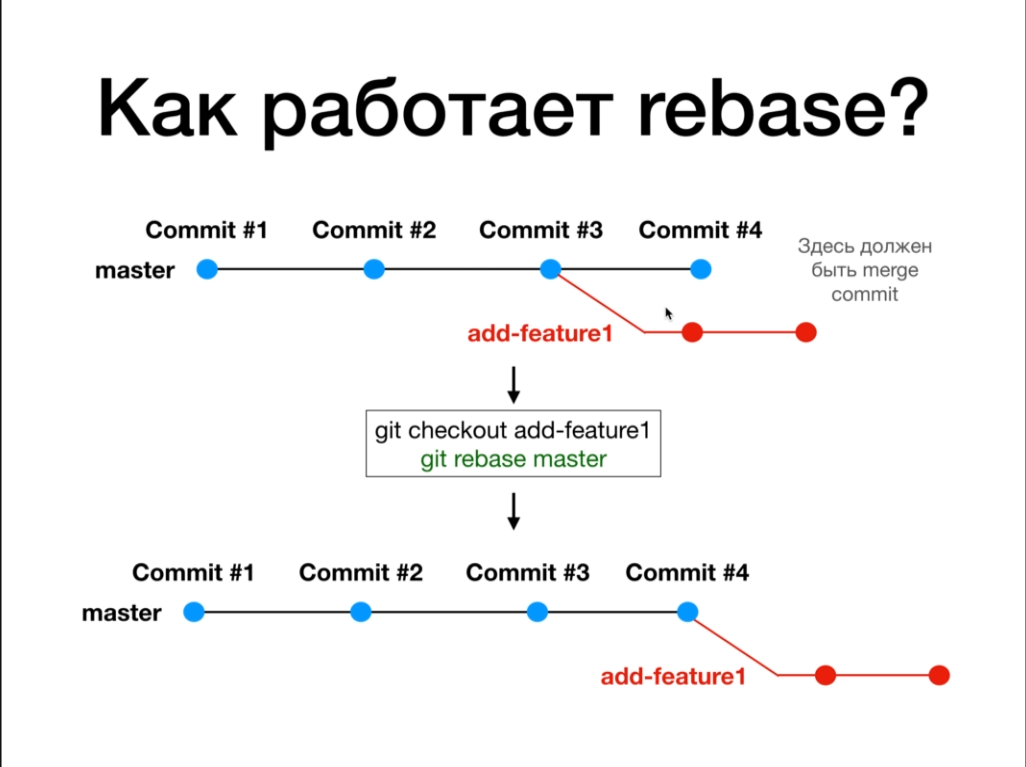 Как работает rebase?
Commit #1 Commit #2 Commit #3 Commit #4
Здесь должен
быть merge
commit
master
add-feature1
git checkout add-feature1
git rebase master
Commit #1 Commit #2 Commit #3 Commit #4
master
add-feature1